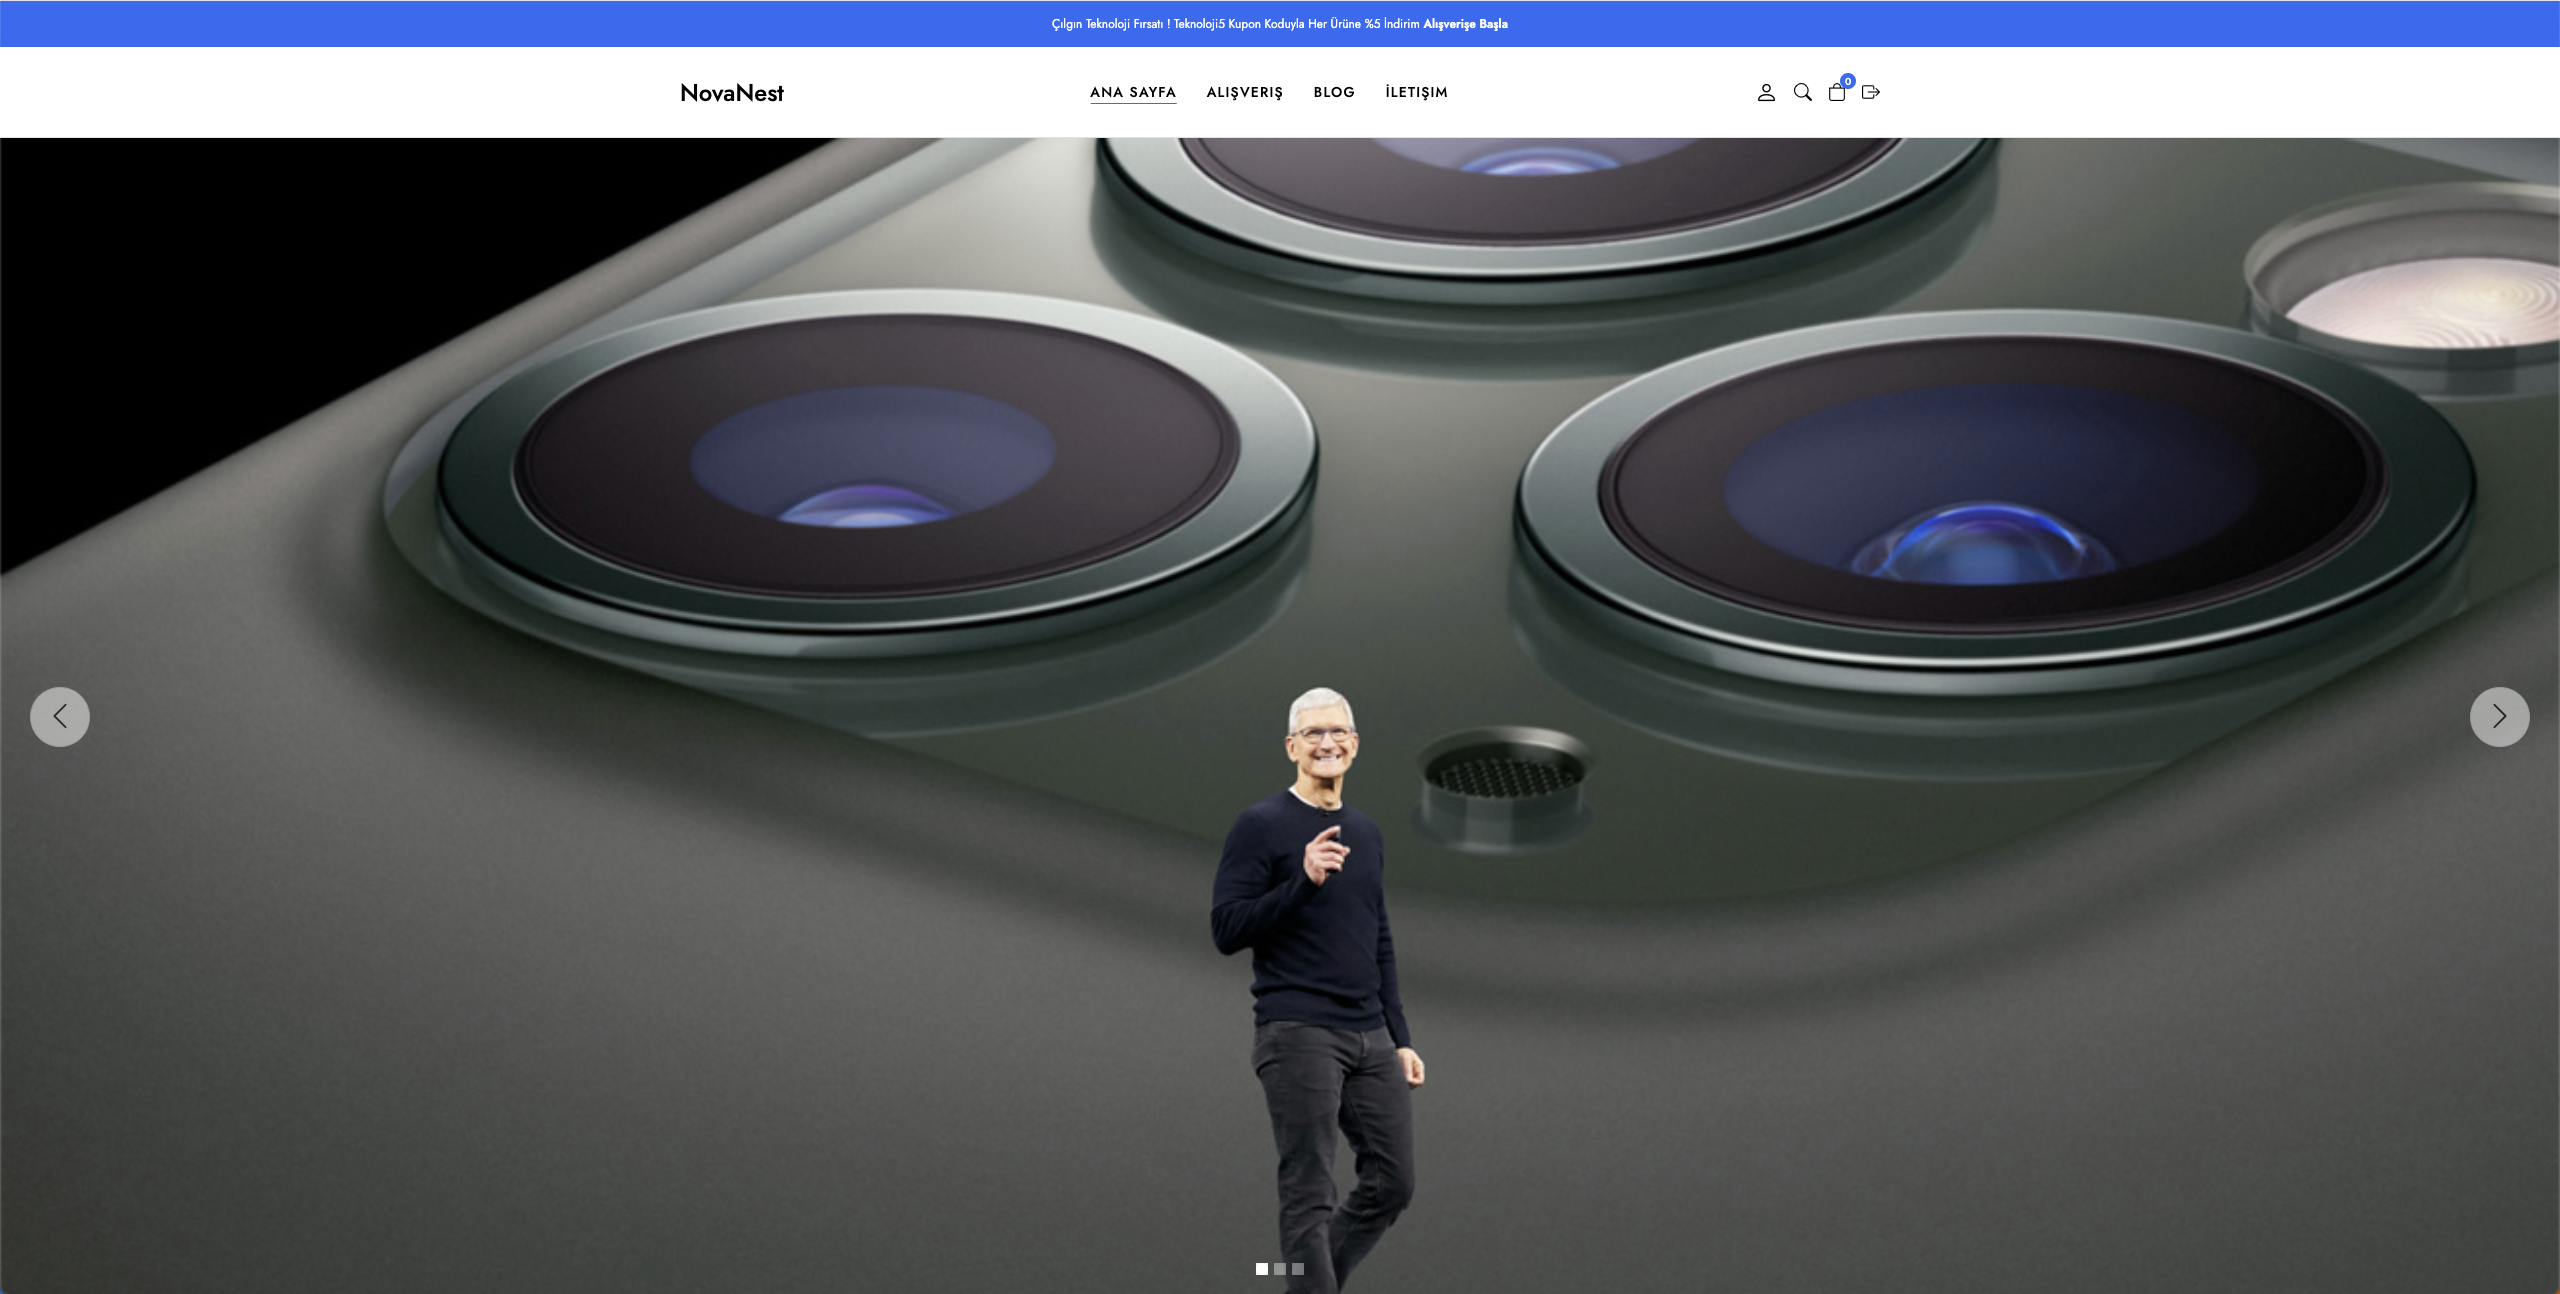 Çılgın Teknoloji Fırsatı ! Teknoloji5 Kupon Koduyla Her Ürüne %5 İndirim Alışverişe Başla
NovaNest ANA SAYFA ALIŞVERIŞ BLOG İLETIŞIM 0